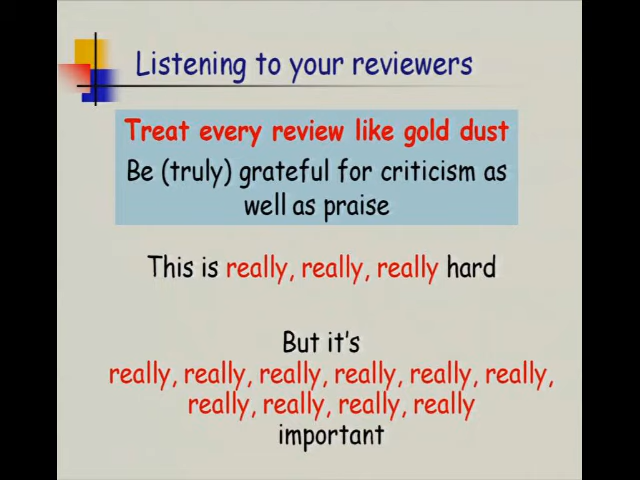 Listening to your reviewers
Treat every review like gold dust
Be (truly) grateful for criticism as
well as praise
This is really, really, really hard
But it's
really, really, really, really, really, really,
really, really, really, really
important